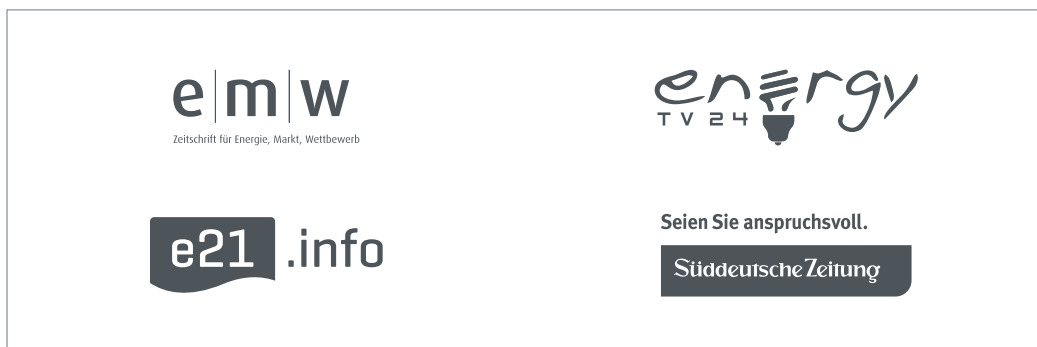 e|m|w
Zeitschrift für Energie, Markt, Wettbewerb
energy
TV 24
e21 .info
Seien Sie anspruchsvoll.
Süddeutsche Zeitung